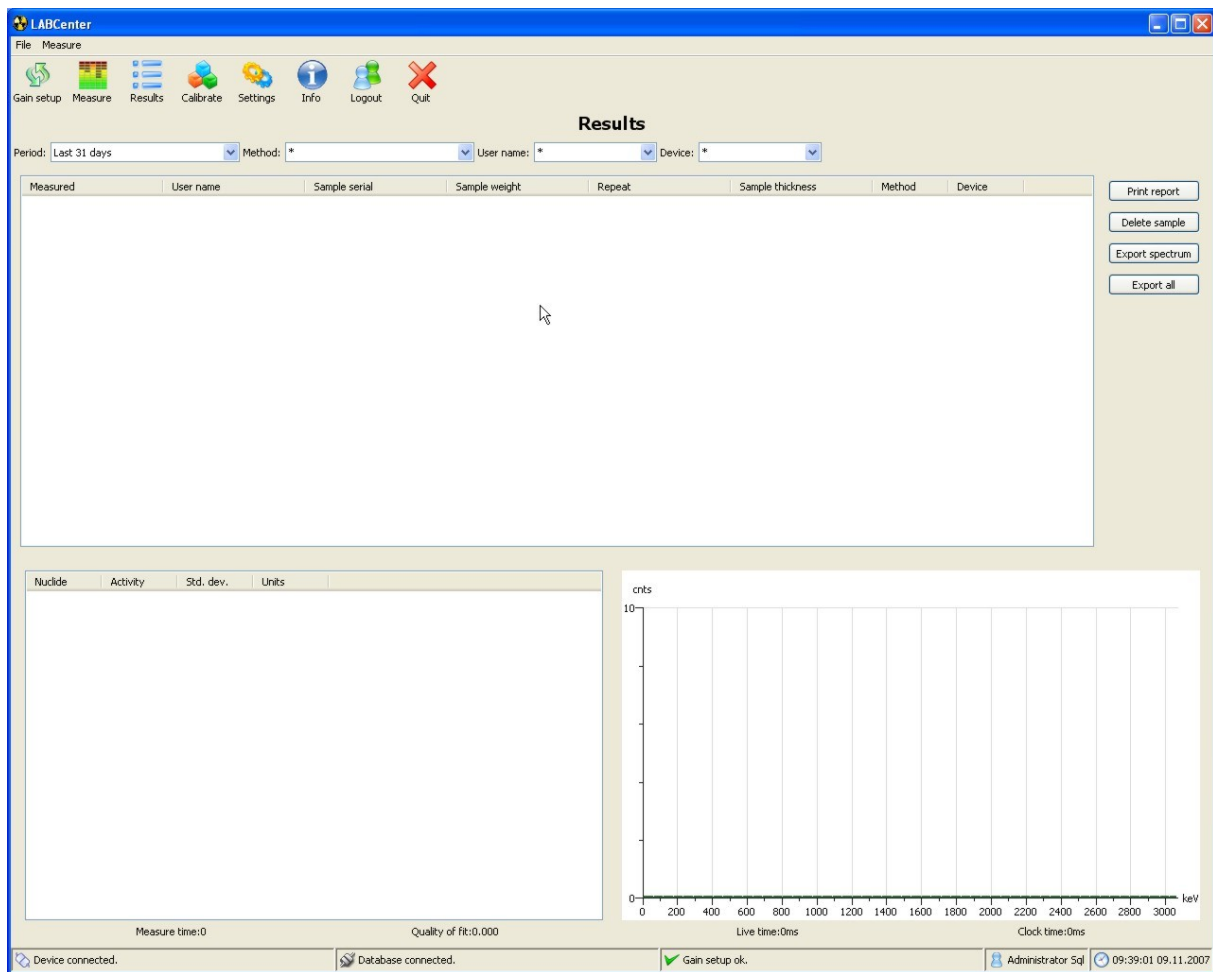 LABCenter
File Measure
Gain setup Measure Results Calibrate Settings Info Logout Quit
Results
Period: Last 31 days Method: * User name: * Device: *
Measured User name Sample serial Sample weight Repeat Sample thickness Method Device
Print report
Delete sample
Export spectrum
Export all
Nuclide Activity Std. dev. Units
cnts
10
0
keV
0 200 400 600 800 1000 1200 1400 1600 1800 2000 2200 2400 2600 2800 3000
Measure time:0 Quality of fit:0.000 Live time:0ms Clock time:0ms
Device connected. Database connected. Gain setup ok. Administrator Sql 09:39:01 09.11.2007